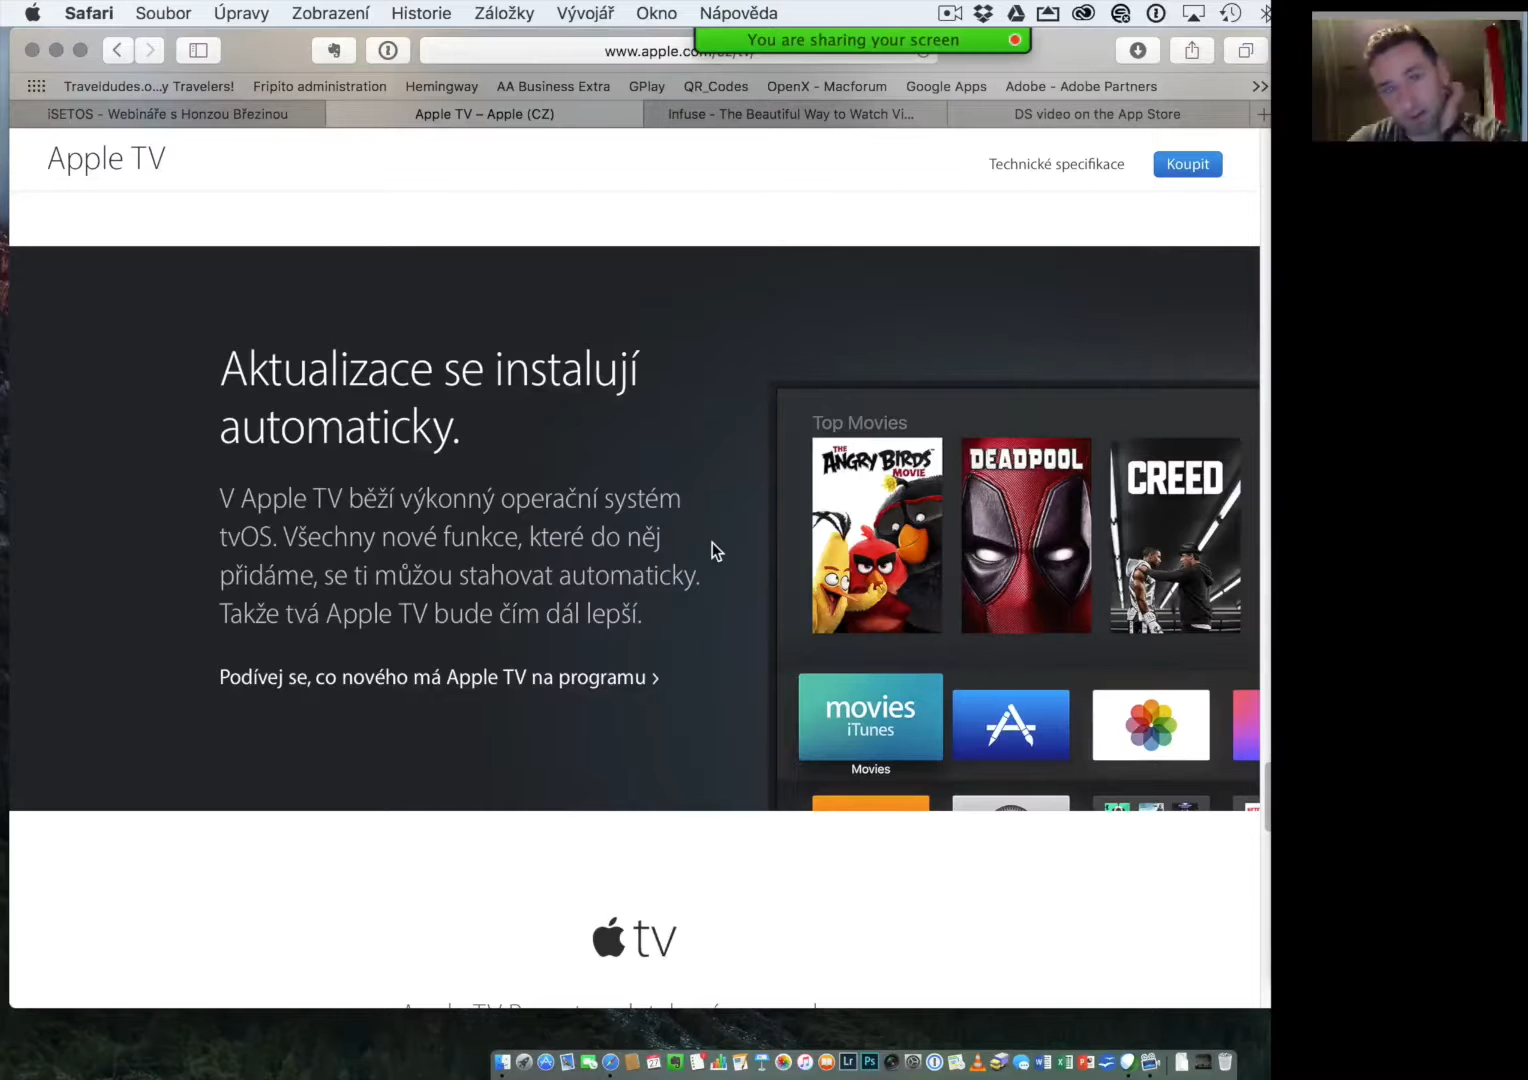 Safari Soubor Úpravy Zobrazení Historie Záložky Vývojář Okno Nápověda
You are sharing your screen
www.apple.com/cz/tv/
Traveldudes.o...y Travelers! Fripito administration Hemingway AA Business Extra GPlay QR_Codes OpenX - Macforum Google Apps Adobe - Adobe Partners
iSETOS - Webináře s Honzou Březinou Apple TV – Apple (CZ) Infuse - The Beautiful Way to Watch Vi... DS video on the App Store
Apple TV
Technické specifikace Koupit
Aktualizace se instalují
automaticky.
V Apple TV běží výkonný operační systém
tvOS. Všechny nové funkce, které do něj
přidáme, se ti můžou stahovat automaticky.
Takže tvá Apple TV bude čím dál lepší.
Podívej se, co nového má Apple TV na programu ›
Top Movies
THE
ANGRY BIRDS
MOVIE
DEADPOOL
CREED
movies
iTunes
Movies
tv
Lr Ps